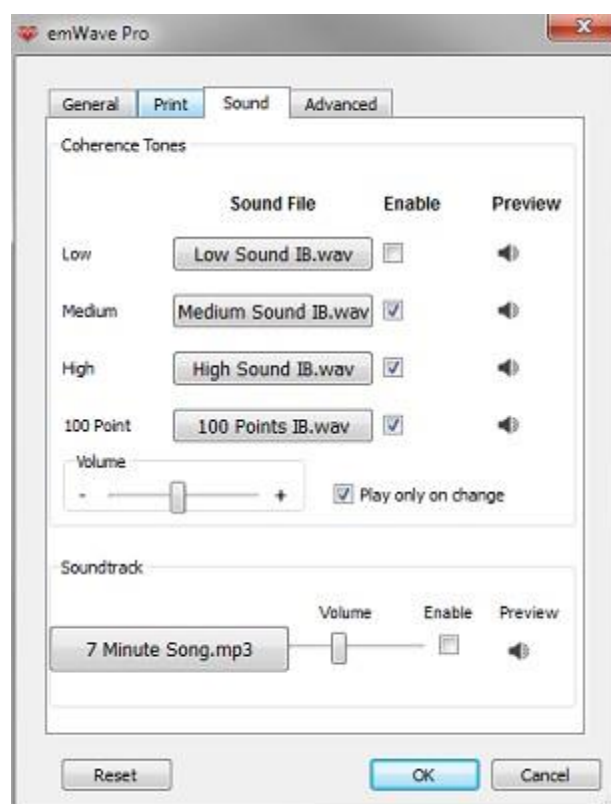 emWave Pro
General Print Sound Advanced
Coherence Tones
Sound File Enable Preview
Low Low Sound IB.wav
Medium Medium Sound IB.wav
High High Sound IB.wav
100 Point 100 Points IB.wav
Volume
- + Play only on change
Soundtrack
Volume Enable Preview
7 Minute Song.mp3
Reset OK Cancel